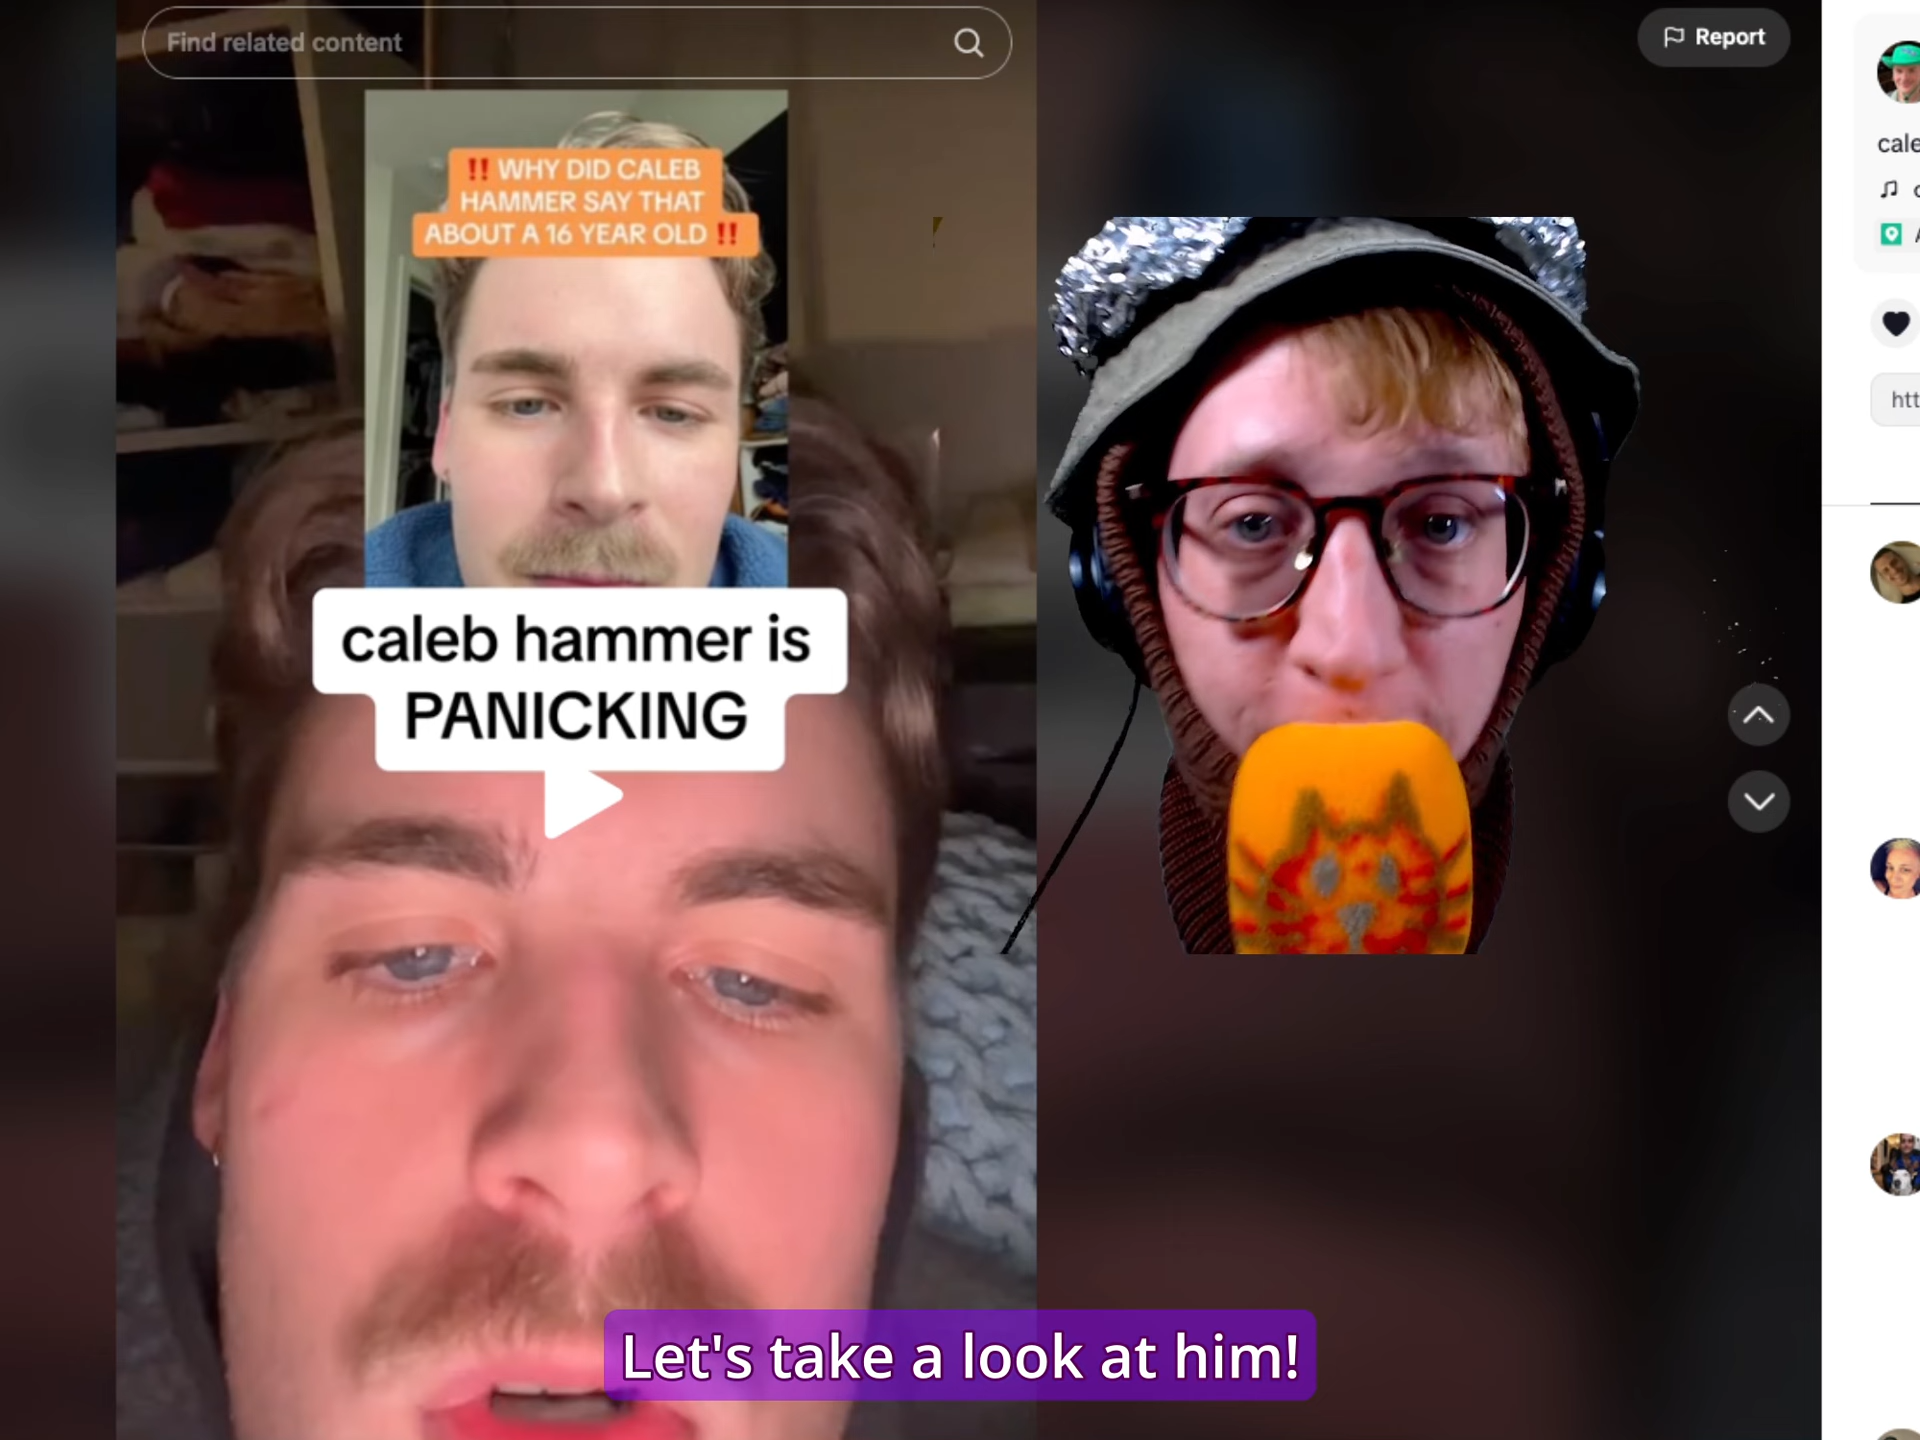 Find related content
Report
‼ WHY DID CALEB
HAMMER SAY THAT
ABOUT A 16 YEAR OLD ‼
cale
htt
caleb hammer is
PANICKING
Let's take a look at him!